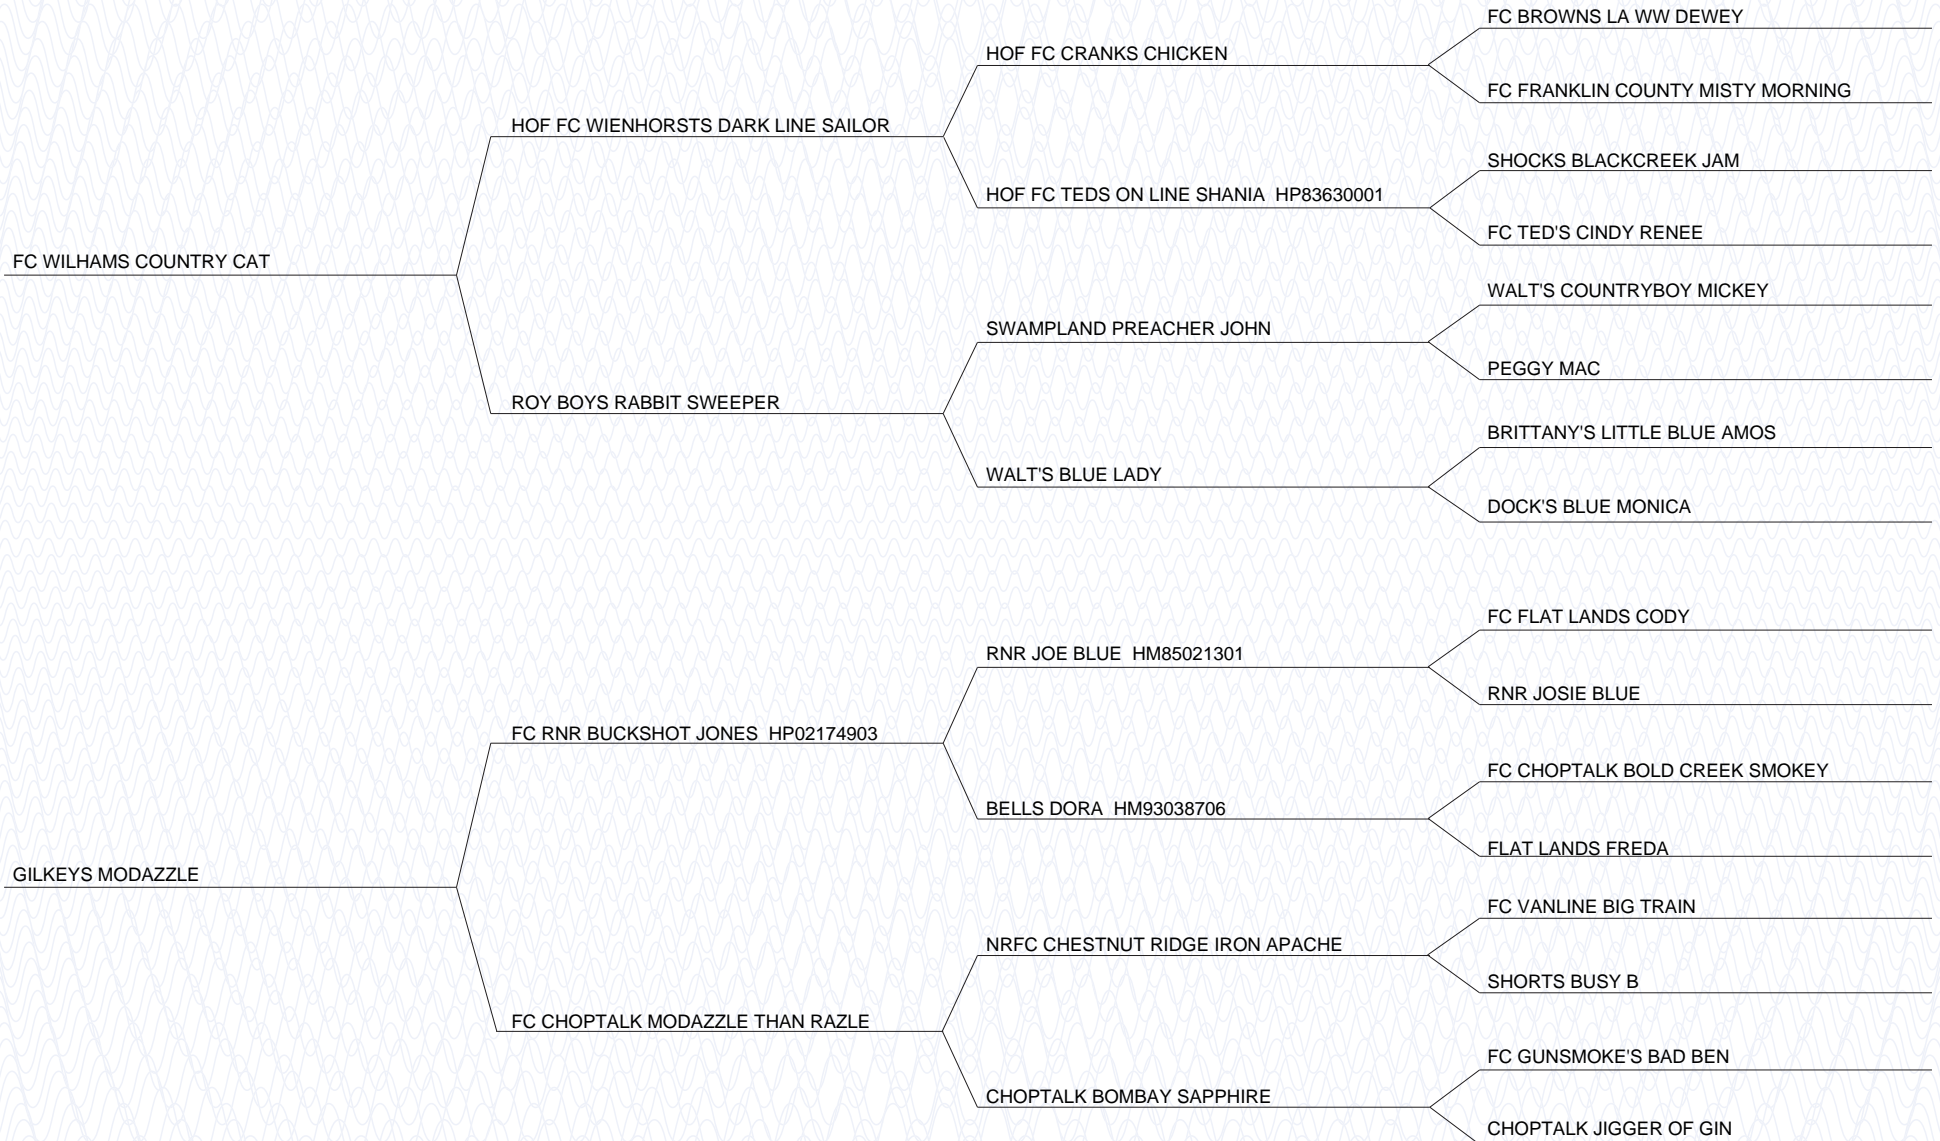 FC BROWNS LA WW DEWEY
HOF FC CRANKS CHICKEN
FC FRANKLIN COUNTY MISTY MORNING
HOF FC WIENHORSTS DARK LINE SAILOR
SHOCKS BLACKCREEK JAM
HOF FC TEDS ON LINE SHANIA HP83630001
FC TED'S CINDY RENEE
FC WILHAMS COUNTRY CAT
WALT'S COUNTRYBOY MICKEY
SWAMPLAND PREACHER JOHN
PEGGY MAC
ROY BOYS RABBIT SWEEPER
BRITTANY'S LITTLE BLUE AMOS
WALT'S BLUE LADY
DOCK'S BLUE MONICA
FC FLAT LANDS CODY
RNR JOE BLUE HM85021301
RNR JOSIE BLUE
FC RNR BUCKSHOT JONES HP02174903
FC CHOPTALK BOLD CREEK SMOKEY
BELLS DORA HM93038706
FLAT LANDS FREDA
GILKEYS MODAZZLE
FC VANLINE BIG TRAIN
NRFC CHESTNUT RIDGE IRON APACHE
SHORTS BUSY B
FC CHOPTALK MODAZZLE THAN RAZLE
FC GUNSMOKE'S BAD BEN
CHOPTALK BOMBAY SAPPHIRE
CHOPTALK JIGGER OF GIN